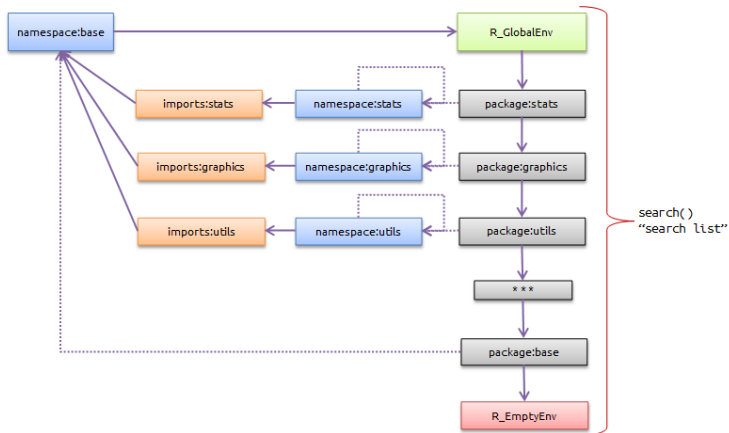 namespace:base
R_GlobalEnv
imports:stats
namespace:stats
package:stats
imports:graphics
namespace:graphics
package:graphics
search()
“search list”
imports:utils
namespace:utils
package:utils
***
package:base
R_EmptyEnv